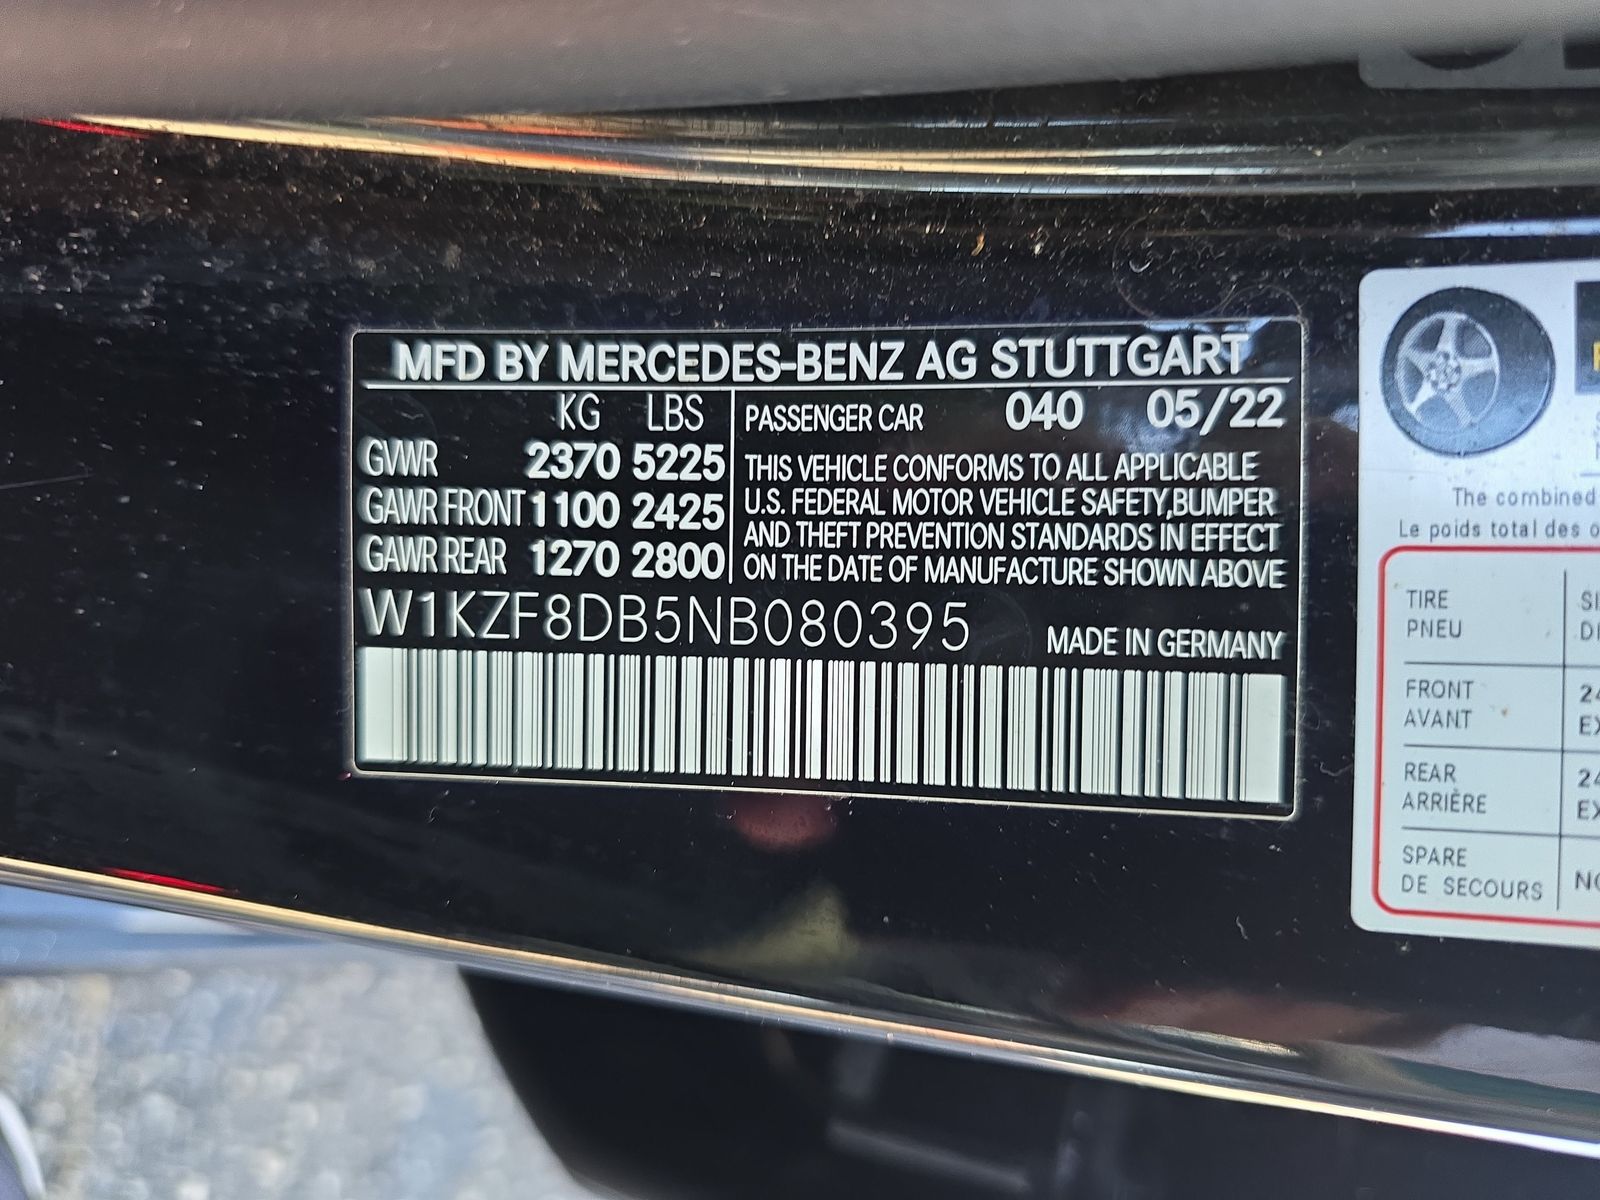 MFD BY MERCEDES-BENZ AG STUTTGART
KG LBS
GVWR 2370 5225
GAWR FRONT 1100 2425
GAWR REAR 1270 2800
PASSENGER CAR 040 05/22
THIS VEHICLE CONFORMS TO ALL APPLICABLE
U.S. FEDERAL MOTOR VEHICLE SAFETY,BUMPER
AND THEFT PREVENTION STANDARDS IN EFFECT
ON THE DATE OF MANUFACTURE SHOWN ABOVE
W1KZF8DB5NB080395
MADE IN GERMANY
The combined
Le poids total des
TIRE
PNEU
FRONT
AVANT
REAR
ARRIÈRE
SPARE
DE SECOURS